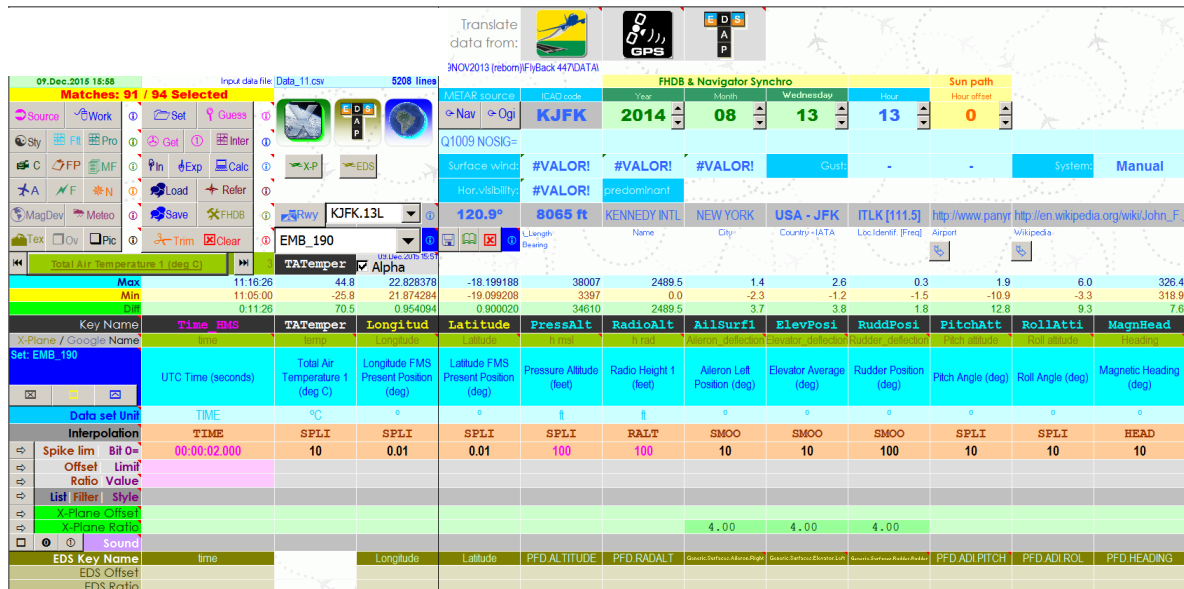 Translate
data from:
GPS
E D S
A
P
9NOV2013 (reborn)\FlyBack 447\DATA\
09.Dec.2015 15:58 Input data file: Data_11.csv 5208 lines
FHDB & Navigator Synchro Sun path
Matches: 91 / 94 Selected
METAR source ICAO code Year Month Wednesday Hour Hour offset
Source Work Set Guess
Nav Ogi KJFK 2014 08 13 13 0
Sty Flt Pro Get Inter
Q1009 NOSIG=
C FP MF In Exp Calc X-P EDS
Surface wind: #VALOR! #VALOR! #VALOR! Gust: - - System: Manual
A F N Load Refer
Hor.visibility: #VALOR! predominant
MagDev Meteo Save FHDB Rwy KJFK.13L
120.9º 8065 ft KENNEDY INTL NEW YORK USA - JFK ITLK [111.5] http://www.panyr http://en.wikipedia.org/wiki/John_F._
Tex Ov Pic Trim Clear EMB_190
Length Name City Country - IATA Loc.Identif. [Freq] Airport Wikipedia
Bearing
Total Air Temperature 1 (deg C) 3 TATemper Alpha
09.Dec.2015 15:51
Max 11:16:26 44.8 22.828378 -18.199188 38007 2489.5 1.4 2.6 0.3 1.9 6.0 326.4
Min 11:05:00 -25.8 21.874284 -19.099208 3397 0.0 -2.3 -1.2 -1.5 -10.9 -3.3 318.9
Diff 0:11:26 70.5 0.954094 0.900020 34610 2489.5 3.7 3.8 1.8 12.8 9.3 7.6
Key Name Time_HMS TATemper Longitud Latitude PressAlt RadioAlt AilSurf1 ElevPosi RuddPosi PitchAtt RollAtti MagnHead
X-Plane / Google Name time temp Longitude Latitude h msl h rad Aileron_deflection Elevator_deflection Rudder_deflection Pitch attitude Roll attitude Heading
Set: EMB_190
UTC Time (seconds)
Total Air Temperature 1 (deg C)
Longitude FMS Present Position (deg)
Latitude FMS Present Position (deg)
Pressure Altitude (feet)
Radio Height 1 (feet)
Aileron Left Position (deg)
Elevator Average (deg)
Rudder Position (deg)
Pitch Angle (deg)
Roll Angle (deg)
Magnetic Heading (deg)
Data set Unit TIME ºC º º ft ft º º º º º º
Interpolation TIME SPLI SPLI SPLI SPLI RALT SMOO SMOO SMOO SPLI SPLI HEAD
Spike lim Bit 0= 00:00:02.000 10 0.01 0.01 100 100 10 10 100 10 10 10
Offset Limit
Ratio Value
List Filter Style
X-Plane Offset
X-Plane Ratio 4.00 4.00 4.00
Sound
EDS Key Name time Longitude Latitude PFD.ALTITUDE PFD.RADALT PFD.ADI.PITCH PFD.ADI.ROL PFD.HEADING
EDS Offset
EDS Ratio